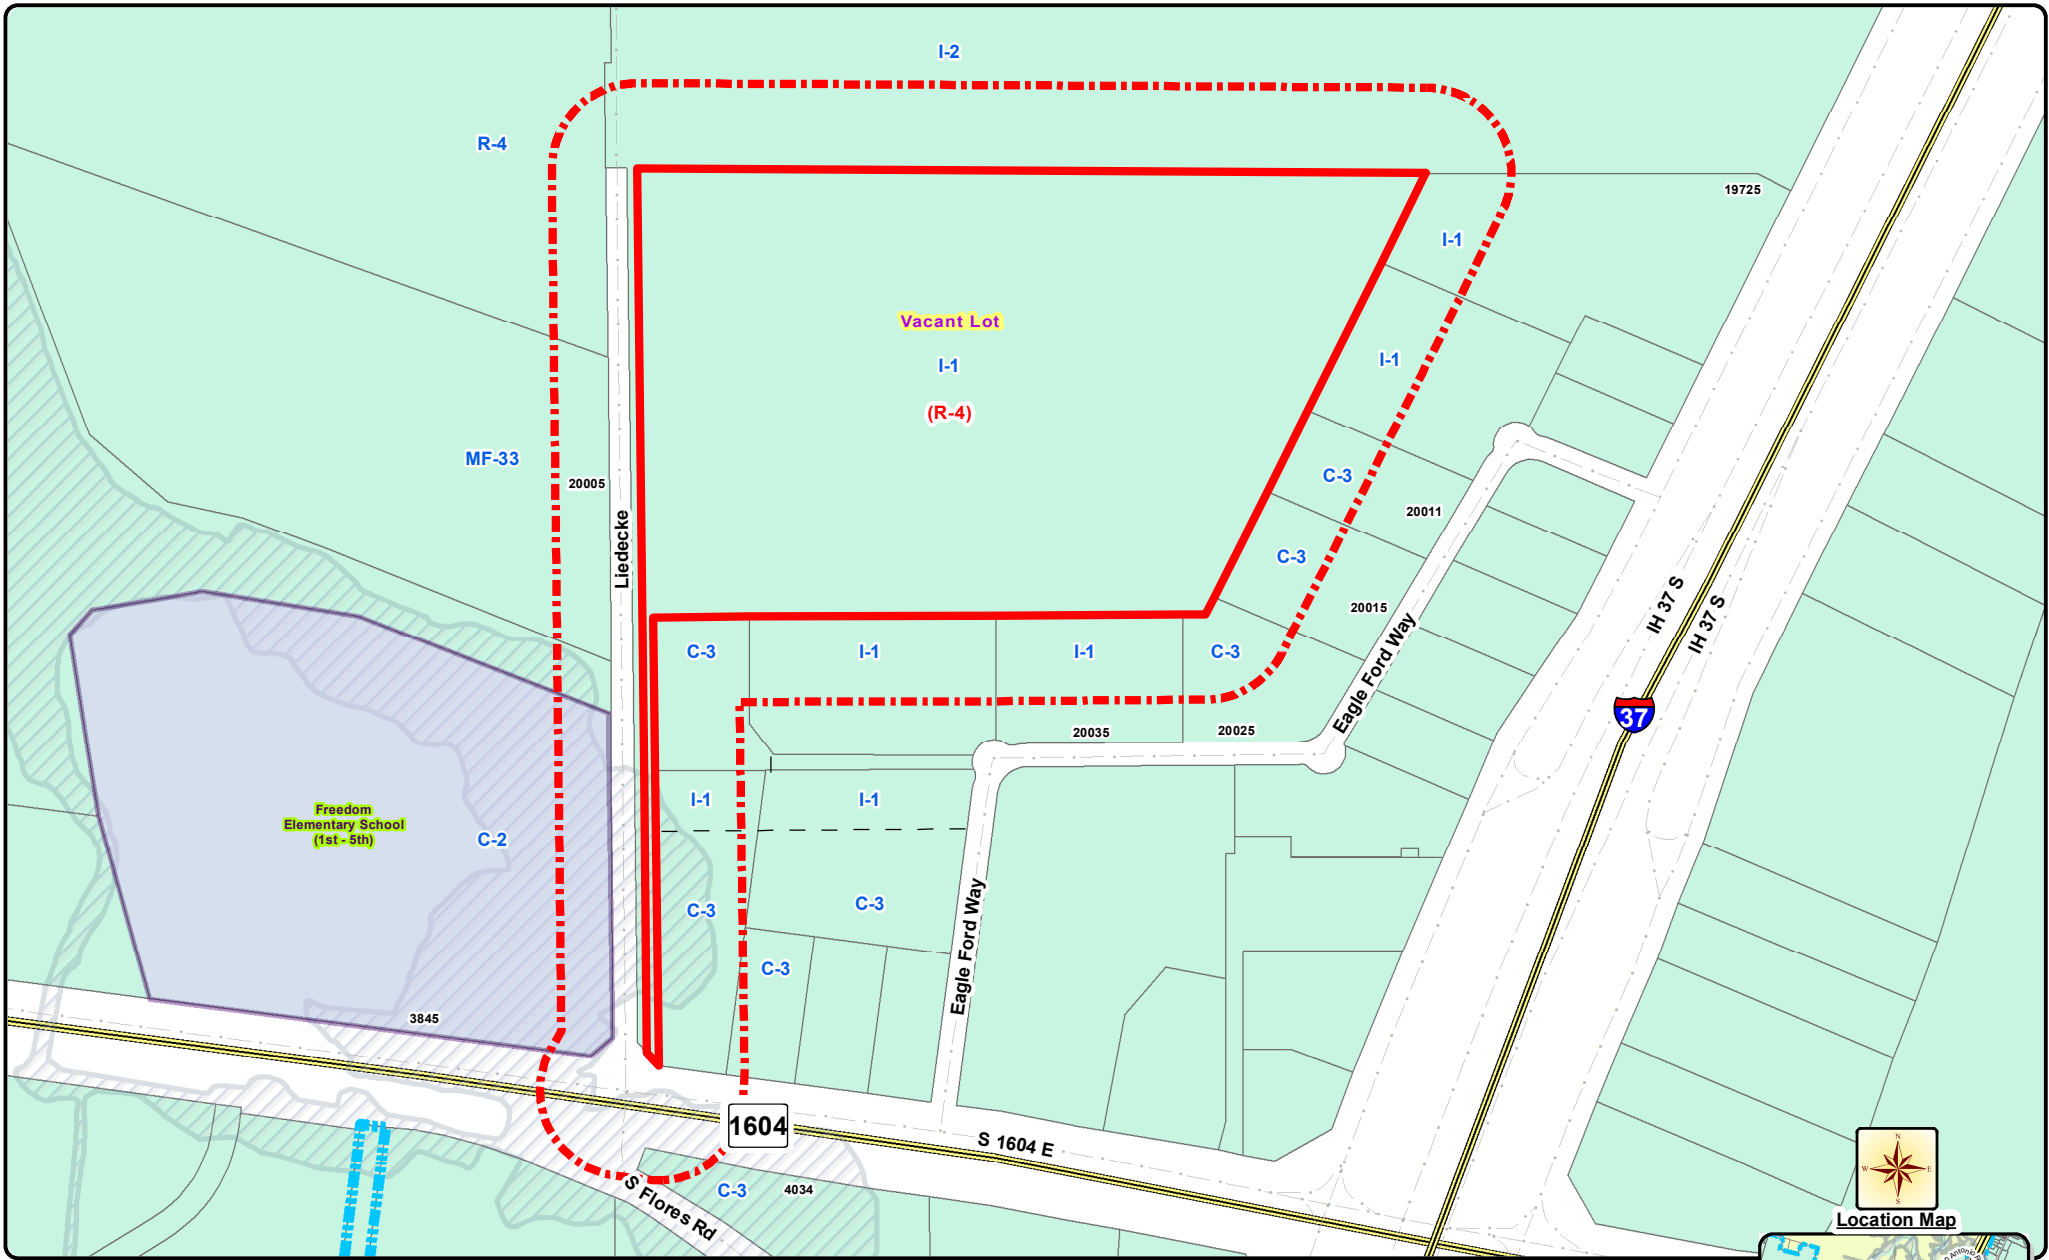 I-2
R-4
19725
I-1
Vacant Lot
I-1
I-1
(R-4)
MF-33
C-3
20005
20011
Liedecke
C-3
20015
IH 37 S
IH 37 S
Eagle Ford Way
C-3
I-1
I-1
C-3
37
20035
20025
I-1
I-1
Freedom
Elementary School
(1st - 5th)
C-2
C-3
C-3
Eagle Ford Way
C-3
3845
1604
S 1604 E
N
W
E
S
S Flores Rd
C-3
4034
Location Map